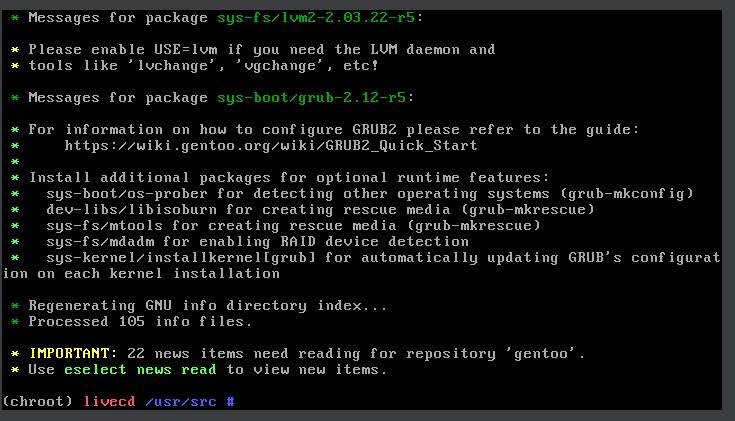 * Messages for package sys-fs/lvm2-2.03.22-r5:
* Please enable USE=lvm if you need the LVM daemon and
* tools like 'lvchange', 'vgchange', etc!
* Messages for package sys-boot/grub-2.12-r5:
* For information on how to configure GRUB2 please refer to the guide:
*     https://wiki.gentoo.org/wiki/GRUB2_Quick_Start
*
* Install additional packages for optional runtime features:
*   sys-boot/os-prober for detecting other operating systems (grub-mkconfig)
*   dev-libs/libisoburn for creating rescue media (grub-mkrescue)
*   sys-fs/mtools for creating rescue media (grub-mkrescue)
*   sys-fs/mdadm for enabling RAID device detection
*   sys-kernel/installkernel[grub] for automatically updating GRUB's configurat
ion on each kernel installation
* Regenerating GNU info directory index...
* Processed 105 info files.
* IMPORTANT: 22 news items need reading for repository 'gentoo'.
* Use eselect news read to view new items.
(chroot) livecd /usr/src #